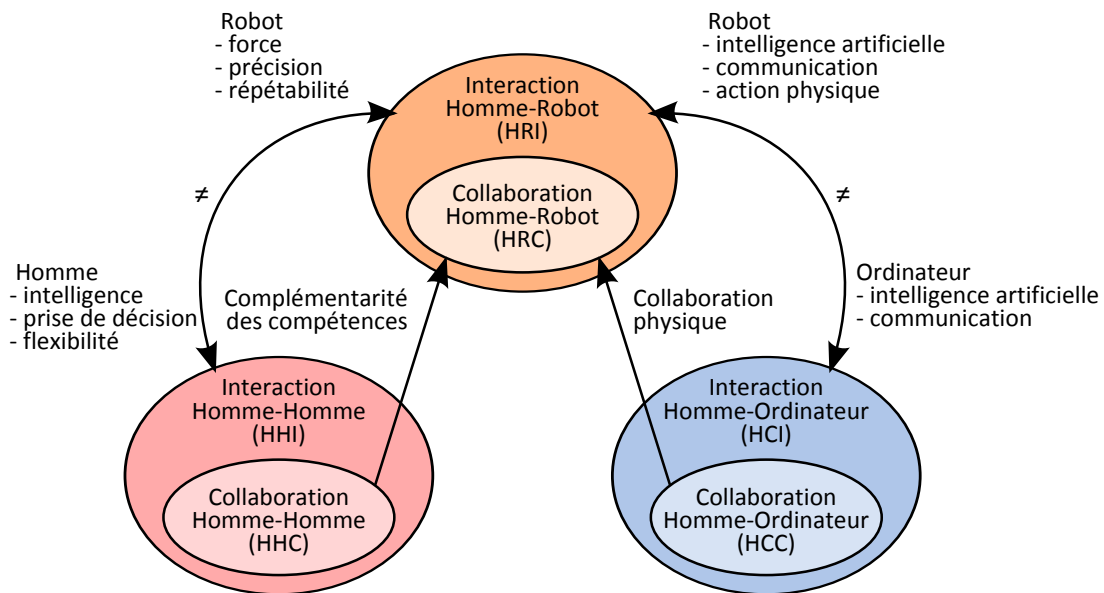 Robot
- force
- précision
- répétabilité
Robot
- intelligence artificielle
- communication
- action physique
Interaction
Homme-Robot
(HRI)
Collaboration
Homme-Robot
(HRC)
≠
≠
Homme
- intelligence
- prise de décision
- flexibilité
Complémentarité
des compétences
Collaboration
physique
Ordinateur
- intelligence artificielle
- communication
Interaction
Homme-Homme
(HHI)
Collaboration
Homme-Homme
(HHC)
Interaction
Homme-Ordinateur
(HCI)
Collaboration
Homme-Ordinateur
(HCC)